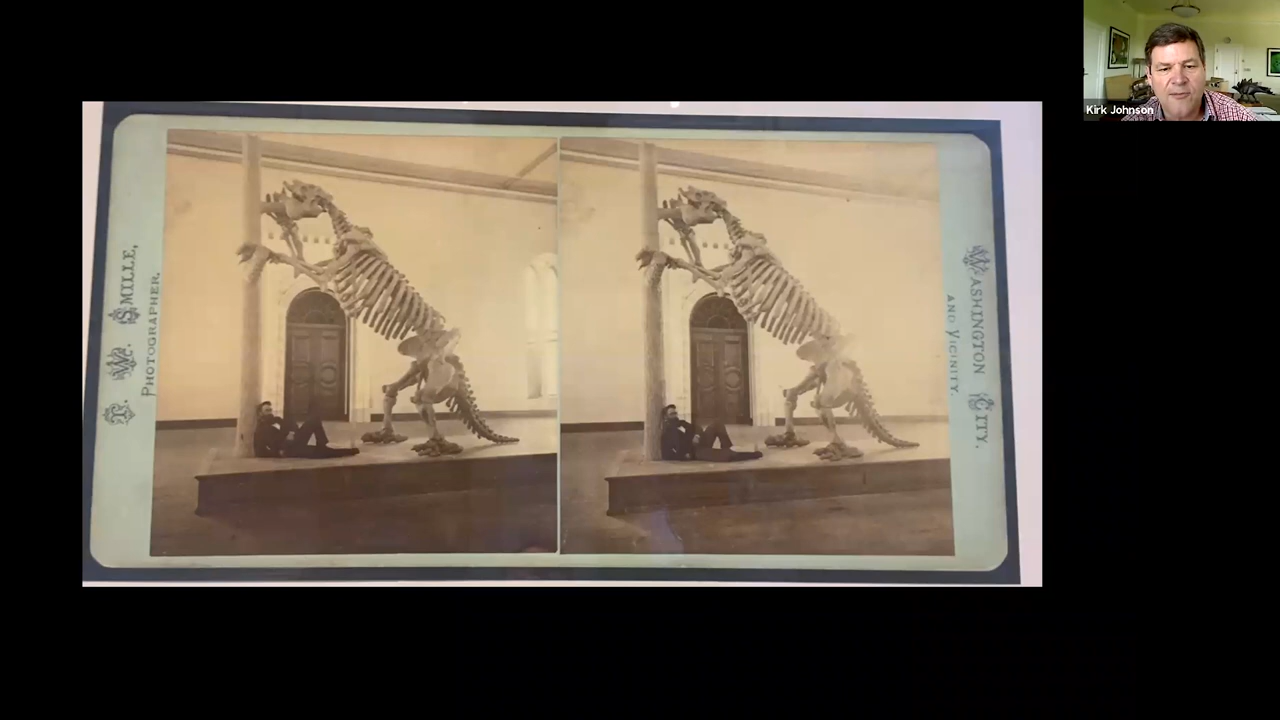 Kirk Johnson
T. W. SMILLIE,
PHOTOGRAPHER.
WASHINGTON CITY,
AND VICINITY.